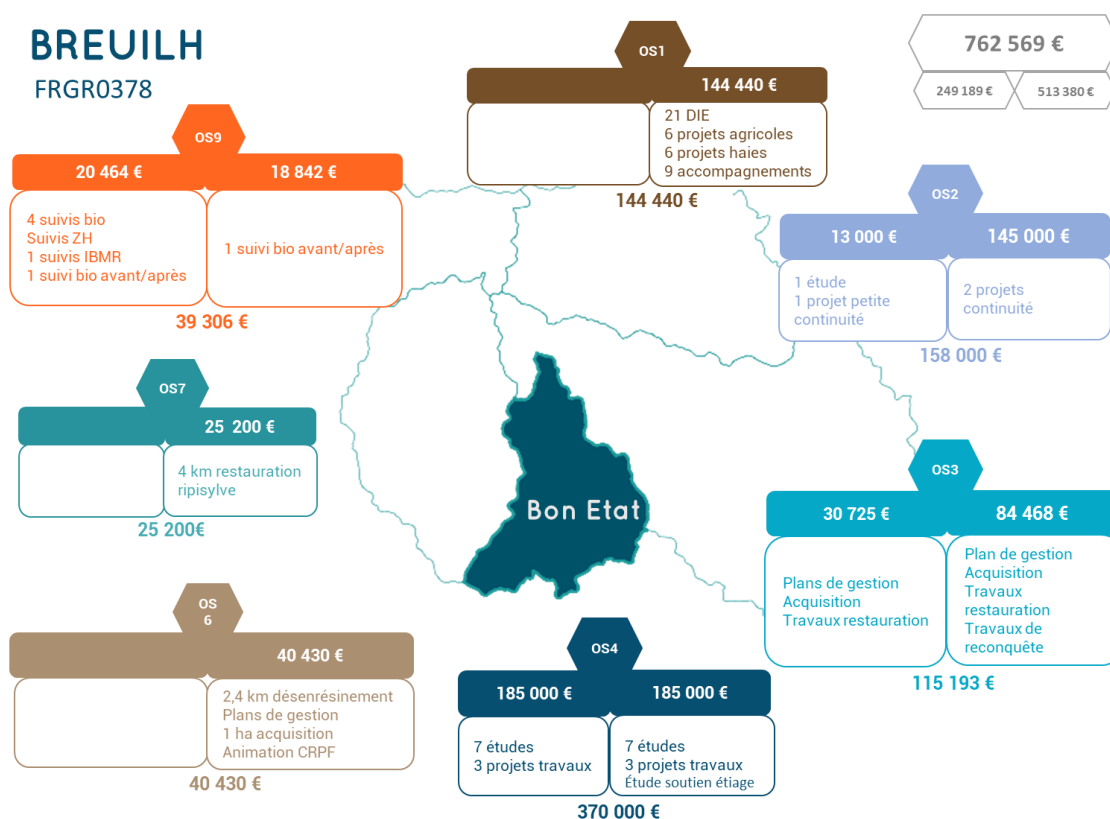 BREUILH
FRGR0378
762 569 €
249 189 €
513 380 €
OS1
144 440 €
21 DIE
6 projets agricoles
6 projets haies
9 accompagnements
144 440 €
OS9
20 464 €
18 842 €
4 suivis bio
Suivis ZH
1 suivis IBMR
1 suivi bio avant/après
1 suivi bio avant/après
39 306 €
OS2
13 000 €
145 000 €
1 étude
1 projet petite
continuité
2 projets
continuité
158 000 €
OS7
25 200 €
4 km restauration
ripisylve
25 200€
Bon Etat
OS3
30 725 €
84 468 €
Plans de gestion
Acquisition
Travaux restauration
Plan de gestion
Acquisition
Travaux
restauration
Travaux de
reconquête
115 193 €
OS
6
40 430 €
2,4 km désenrésinement
Plans de gestion
1 ha acquisition
Animation CRPF
40 430 €
OS4
185 000 €
185 000 €
7 études
3 projets travaux
7 études
3 projets travaux
Étude soutien étiage
370 000 €